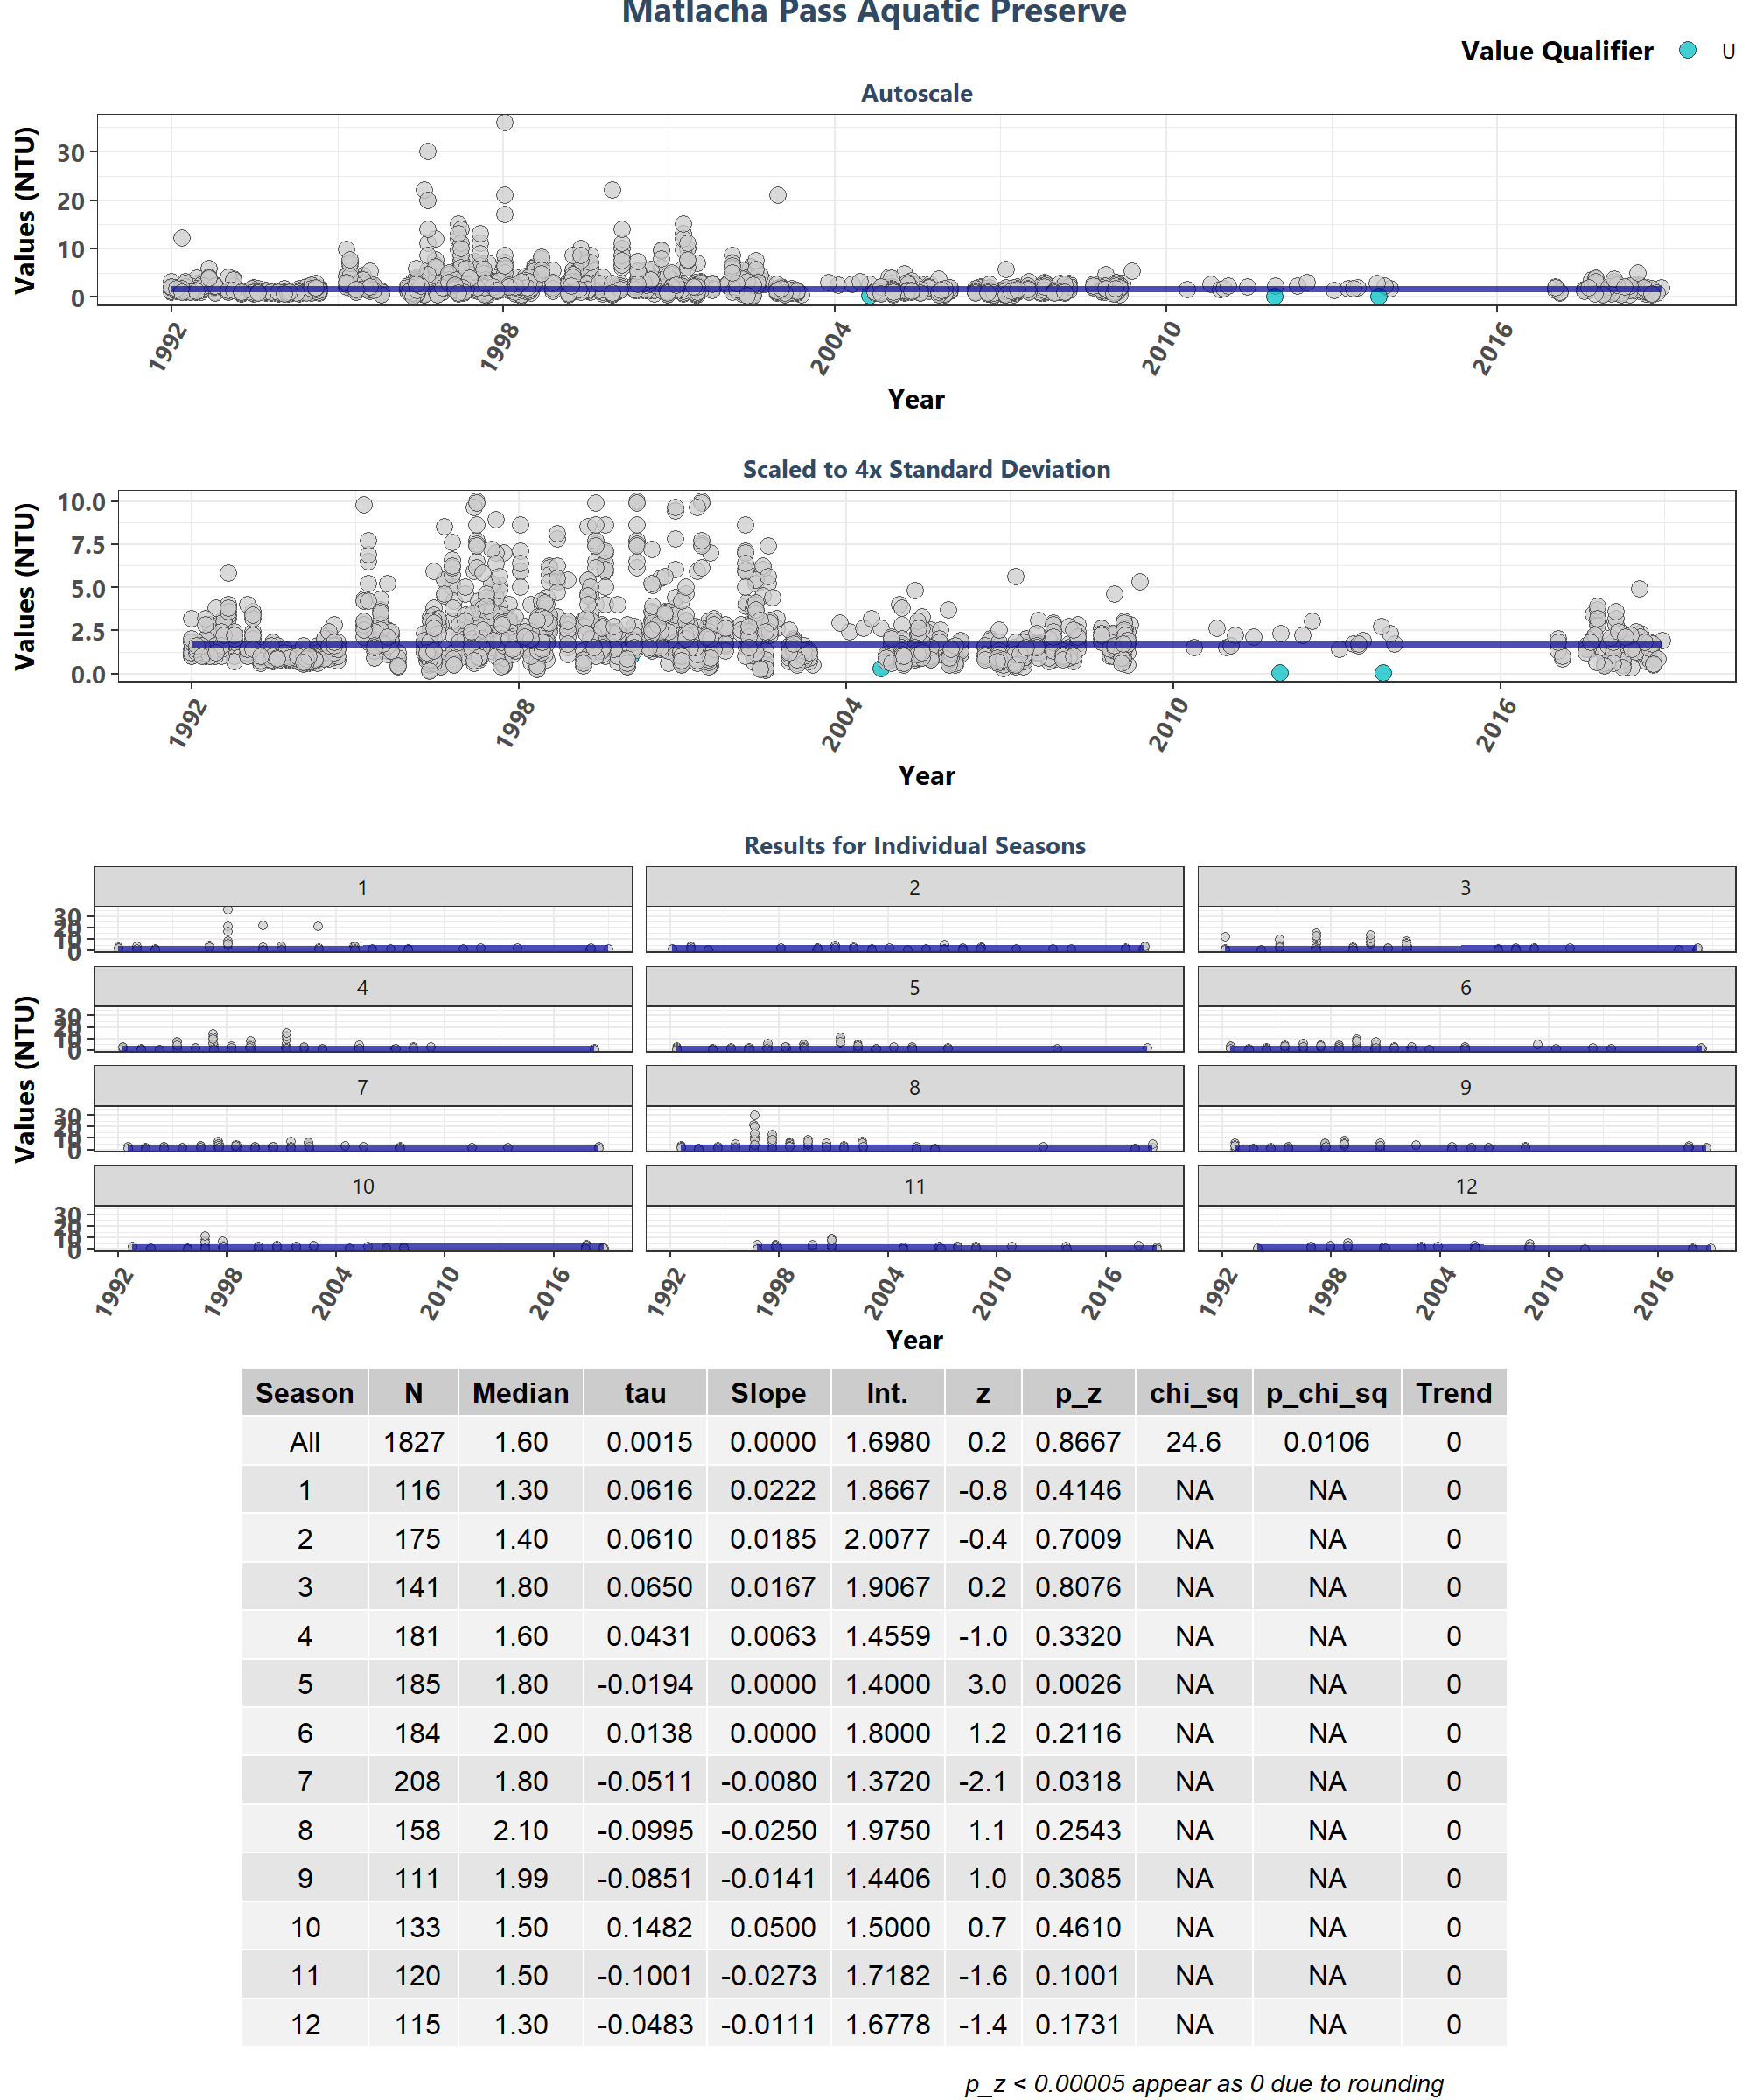 Matlacha Pass Aquatic Preserve
Value Qualifier U
Autoscale
Values (NTU)
30
20
10
0
1992 1998 2004 2010 2016
Year
Scaled to 4x Standard Deviation
Values (NTU)
10.0
7.5
5.0
2.5
0.0
1992 1998 2004 2010 2016
Year
Results for Individual Seasons
Values (NTU)
1 2 3
30
20
10
0
4 5 6
30
20
10
0
7 8 9
30
20
10
0
10 11 12
30
20
10
0
1992 1998 2004 2010 2016 1992 1998 2004 2010 2016 1992 1998 2004 2010 2016
Year
Season N Median tau Slope Int. z p_z chi_sq p_chi_sq Trend
All 1827 1.60 0.0015 0.0000 1.6980 0.2 0.8667 24.6 0.0106 0
1 116 1.30 0.0616 0.0222 1.8667 -0.8 0.4146 NA NA 0
2 175 1.40 0.0610 0.0185 2.0077 -0.4 0.7009 NA NA 0
3 141 1.80 0.0650 0.0167 1.9067 0.2 0.8076 NA NA 0
4 181 1.60 0.0431 0.0063 1.4559 -1.0 0.3320 NA NA 0
5 185 1.80 -0.0194 0.0000 1.4000 3.0 0.0026 NA NA 0
6 184 2.00 0.0138 0.0000 1.8000 1.2 0.2116 NA NA 0
7 208 1.80 -0.0511 -0.0080 1.3720 -2.1 0.0318 NA NA 0
8 158 2.10 -0.0995 -0.0250 1.9750 1.1 0.2543 NA NA 0
9 111 1.99 -0.0851 -0.0141 1.4406 1.0 0.3085 NA NA 0
10 133 1.50 0.1482 0.0500 1.5000 0.7 0.4610 NA NA 0
11 120 1.50 -0.1001 -0.0273 1.7182 -1.6 0.1001 NA NA 0
12 115 1.30 -0.0483 -0.0111 1.6778 -1.4 0.1731 NA NA 0
p_z < 0.00005 appear as 0 due to rounding